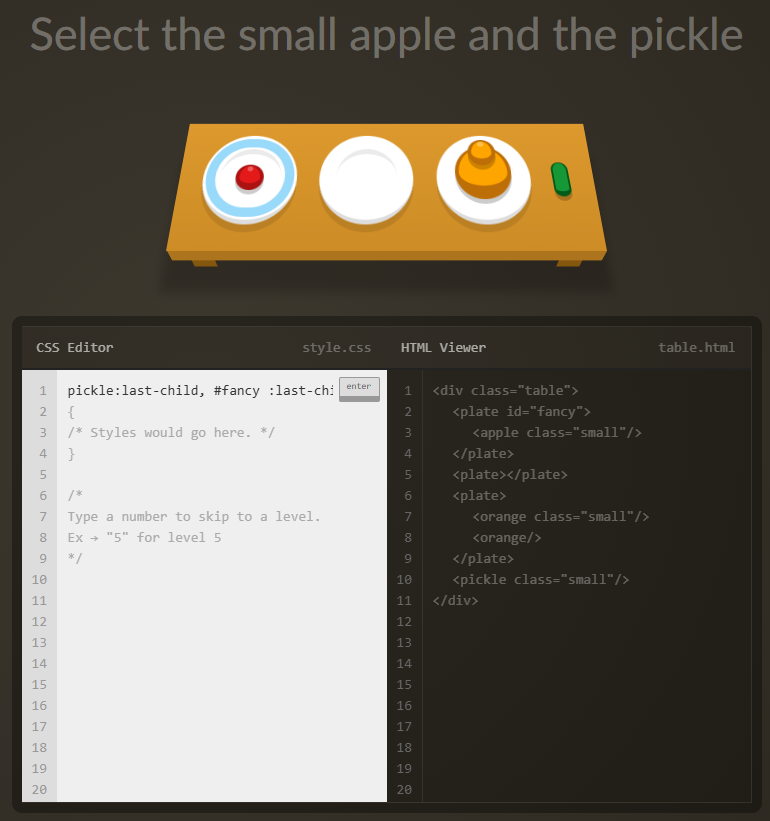 Select the small apple and the pickle
CSS Editor
style.css
HTML Viewer
table.html
1
pickle:last-child, #fancy :last-chi
enter
2
{
3
/* Styles would go here. */
4
}
5
6
/*
7
Type a number to skip to a level.
8
Ex → "5" for level 5
9
*/
10
11
12
13
14
15
16
17
18
19
20
1
<div class="table">
2
<plate id="fancy">
3
<apple class="small"/>
4
</plate>
5
<plate></plate>
6
<plate>
7
<orange class="small"/>
8
<orange/>
9
</plate>
10
<pickle class="small"/>
11
</div>
12
13
14
15
16
17
18
19
20